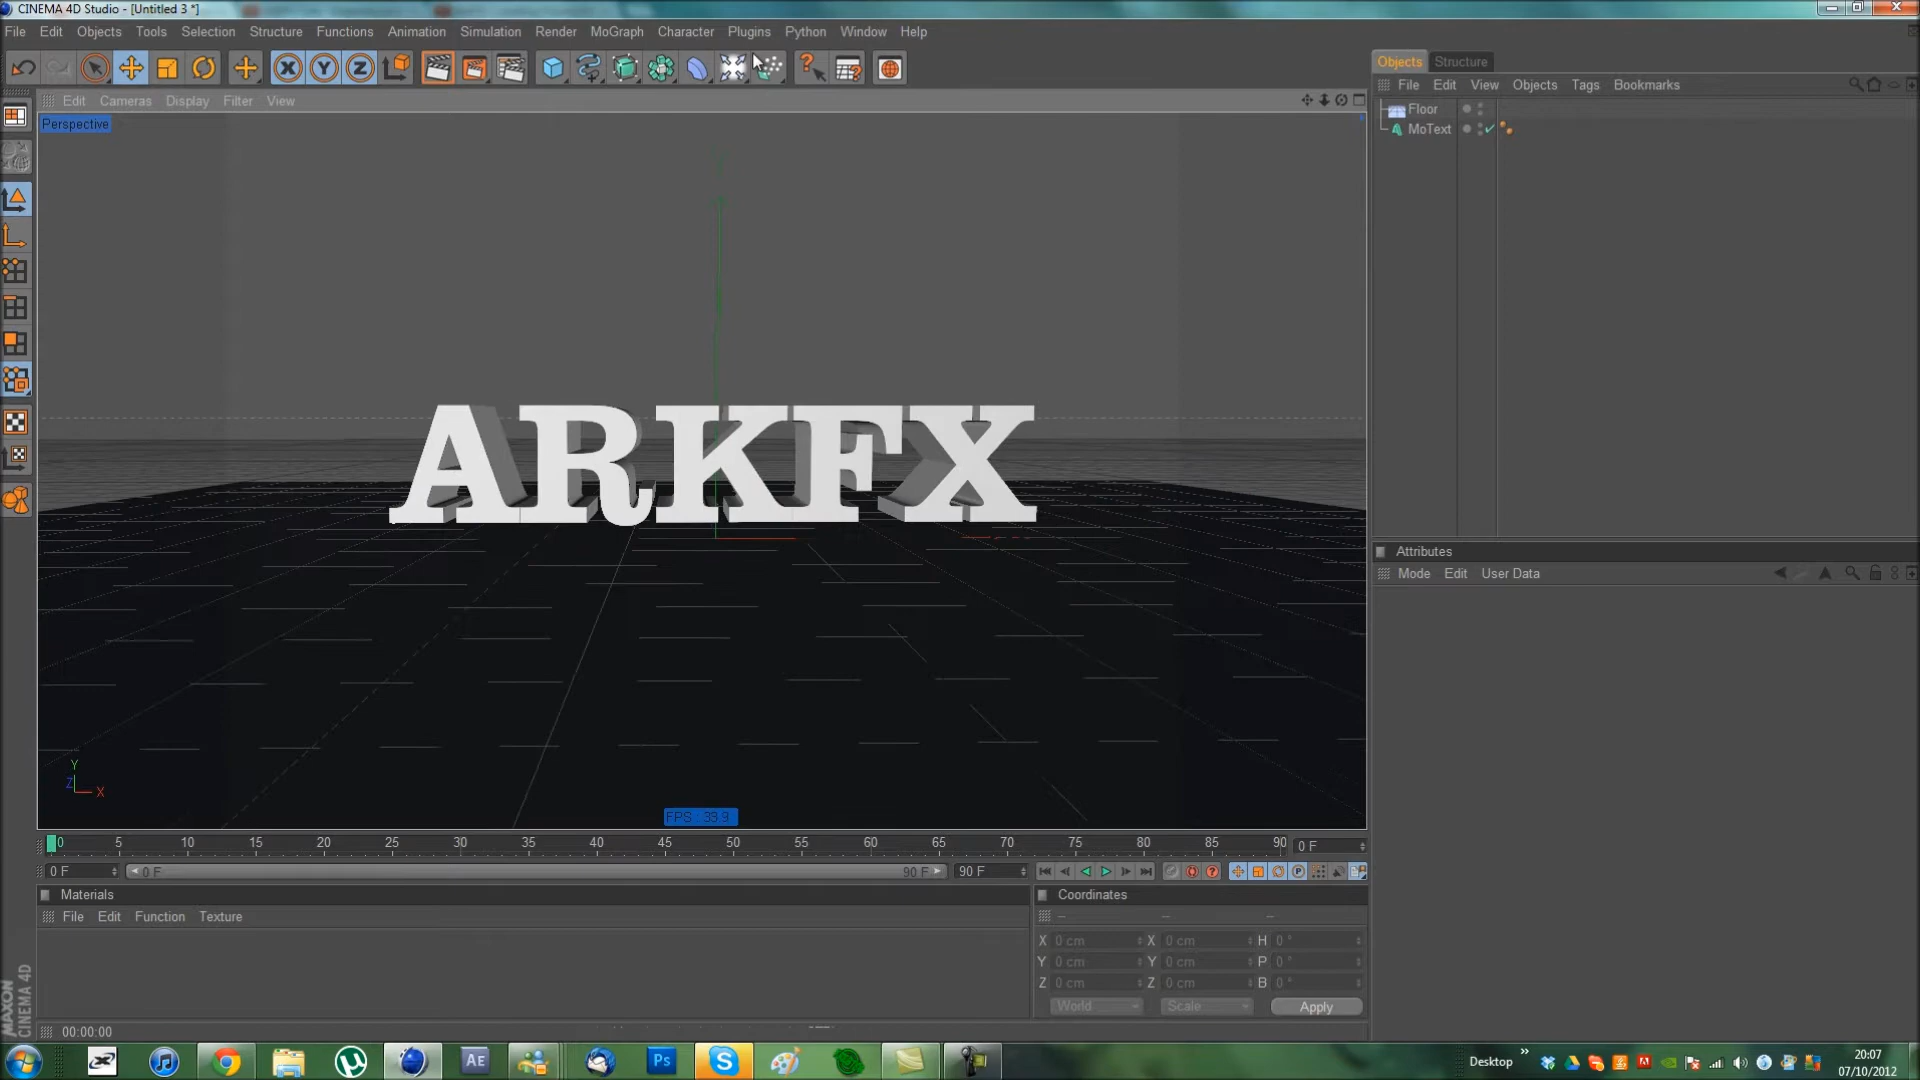 CINEMA 4D Studio - [Untitled 3 *]
File Edit Objects Tools Selection Structure Functions Animation Simulation Render MoGraph Character Plugins Python Window Help
X Y Z
Edit Cameras Display Filter View
Perspective
Objects Structure
File Edit View Objects Tags Bookmarks
Floor
MoText
ARKFX
Attributes
Mode Edit User Data
Y
Z
X
FPS : 39.9
0 5 10 15 20 25 30 35 40 45 50 55 60 65 70 75 80 85 90 0 F
0 F 0 F 90 F 90 F
Materials
File Edit Function Texture
Coordinates
X 0 cm X 0 cm H 0 °
Y 0 cm Y 0 cm P 0 °
Z 0 cm Z 0 cm B 0 °
World Scale Apply
MAXON
CINEMA 4D
00:00:00
AE
Ps
Desktop
20:07
07/10/2012